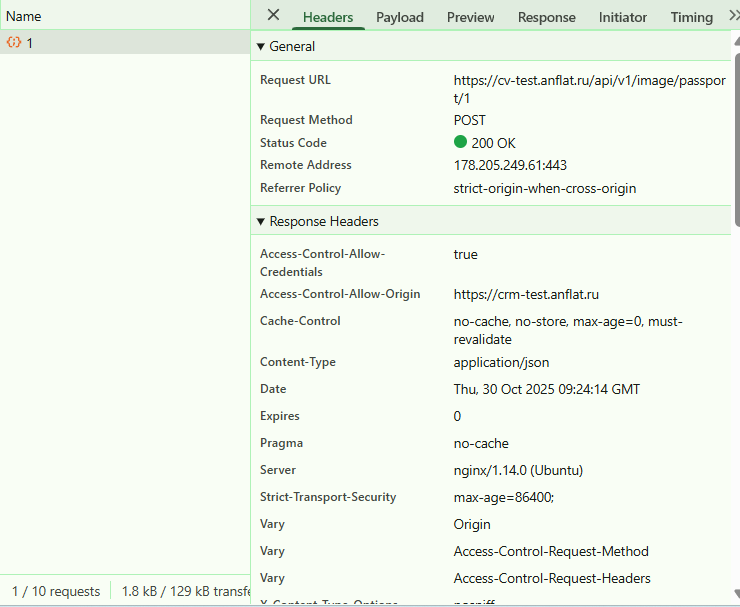 Name
1
1 / 10 requests
1.8 kB / 129 kB transfe
Headers
Payload
Preview
Response
Initiator
Timing
General
Request URL
https://cv-test.anflat.ru/api/v1/image/passpor
t/1
Request Method
POST
Status Code
200 OK
Remote Address
178.205.249.61:443
Referrer Policy
strict-origin-when-cross-origin
Response Headers
Access-Control-Allow-
Credentials
true
Access-Control-Allow-Origin
https://crm-test.anflat.ru
Cache-Control
no-cache, no-store, max-age=0, must-
revalidate
Content-Type
application/json
Date
Thu, 30 Oct 2025 09:24:14 GMT
Expires
0
Pragma
no-cache
Server
nginx/1.14.0 (Ubuntu)
Strict-Transport-Security
max-age=86400;
Vary
Origin
Vary
Access-Control-Request-Method
Vary
Access-Control-Request-Headers
X-Content-Type-Options
nosniff